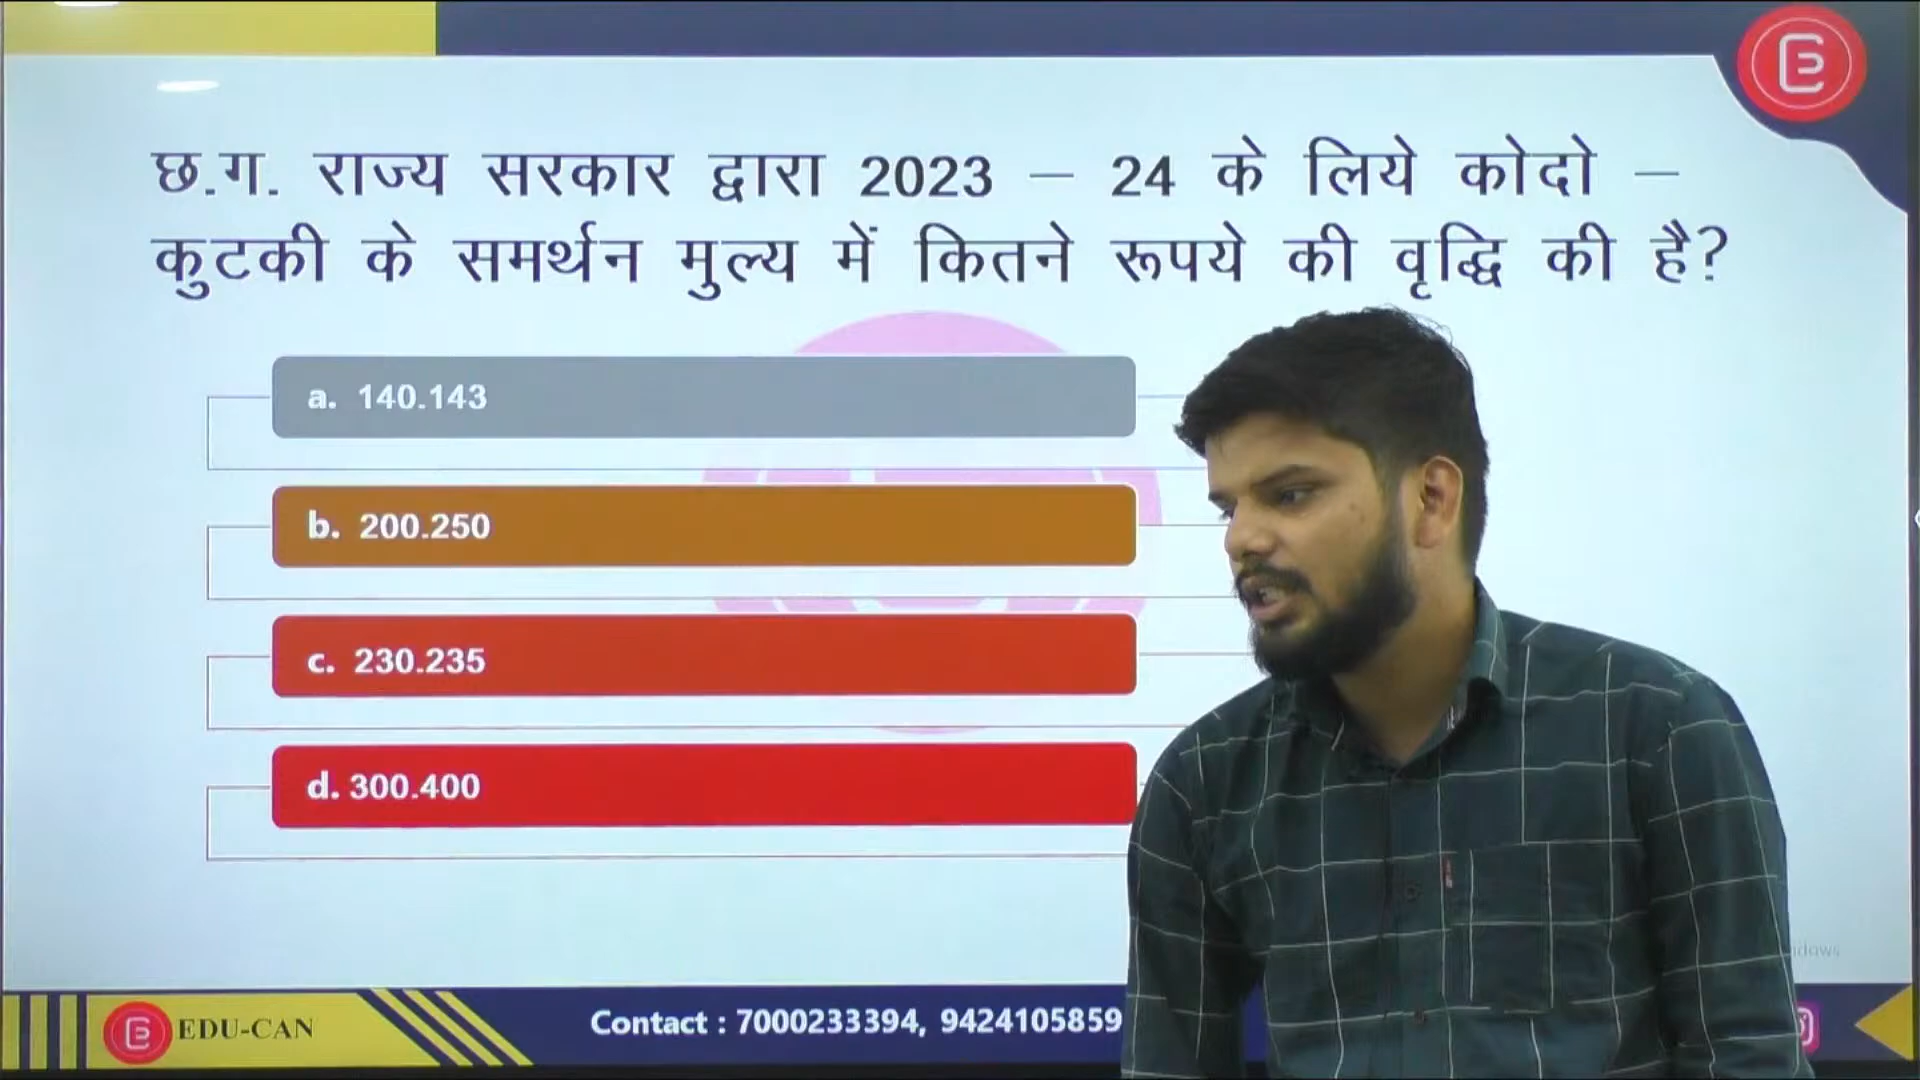 छ.ग. राज्य सरकार द्वारा 2023 – 24 के लिये कोदो –
कुटकी के समर्थन मुल्य में कितने रूपये की वृद्धि की है?
a. 140.143
b. 200.250
c. 230.235
d. 300.400
EDU-CAN
Contact : 7000233394, 9424105859